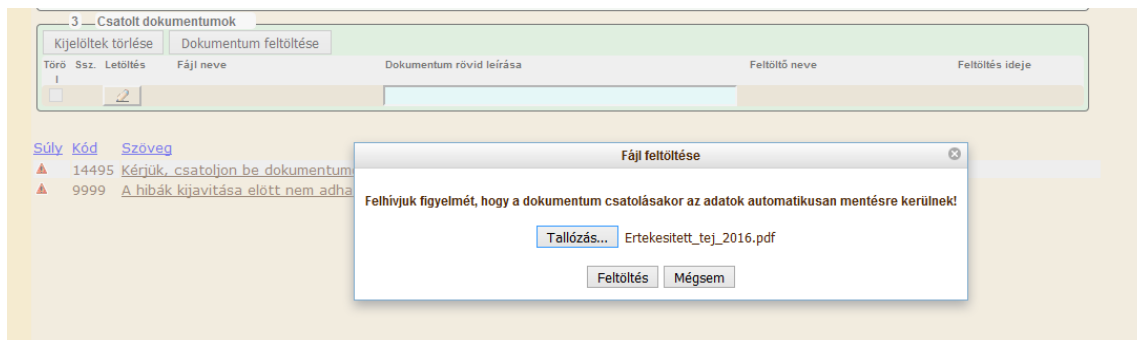 3 Csatolt dokumentumok
Kijelöltek törlése Dokumentum feltöltése
Törö Ssz. Letöltés Fájl neve Dokumentum rövid leírása Feltöltő neve Feltöltés ideje
l
Súly Kód Szöveg
14495 Kérjük, csatoljon be dokumentum
9999 A hibák kijavitása elött nem adha
Fájl feltöltése
Felhívjuk figyelmét, hogy a dokumentum csatolásakor az adatok automatikusan mentésre kerülnek!
Tallózás... Ertekesitett_tej_2016.pdf
Feltöltés Mégsem